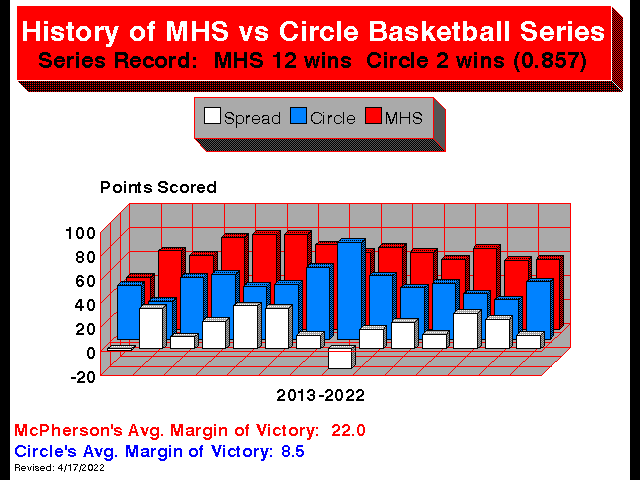 History of MHS vs Circle Basketball Series
Series Record:  MHS 12 wins  Circle 2 wins (0.857)
Spread Circle MHS
Points Scored
100
80
60
40
20
0
-20
2013-2022
McPherson's Avg. Margin of Victory:  22.0
Circle's Avg. Margin of Victory: 8.5
Revised: 4/17/2022